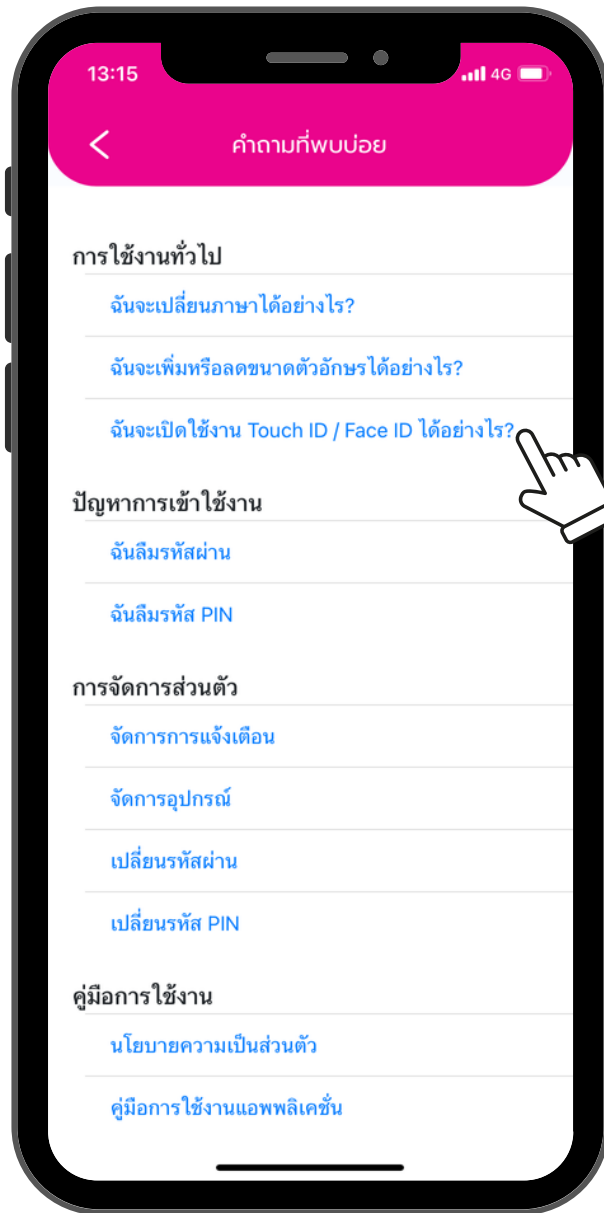 13:15
4G
คำถามที่พบบ่อย
การใช้งานทั่วไป
ฉันจะเปลี่ยนภาษาได้อย่างไร?
ฉันจะเพิ่มหรือลดขนาดตัวอักษรได้อย่างไร?
ฉันจะเปิดใช้งาน Touch ID / Face ID ได้อย่างไร?
ปัญหาการเข้าใช้งาน
ฉันลืมรหัสผ่าน
ฉันลืมรหัส PIN
การจัดการส่วนตัว
จัดการการแจ้งเตือน
จัดการอุปกรณ์
เปลี่ยนรหัสผ่าน
เปลี่ยนรหัส PIN
คู่มือการใช้งาน
นโยบายความเป็นส่วนตัว
คู่มือการใช้งานแอพพลิเคชั่น